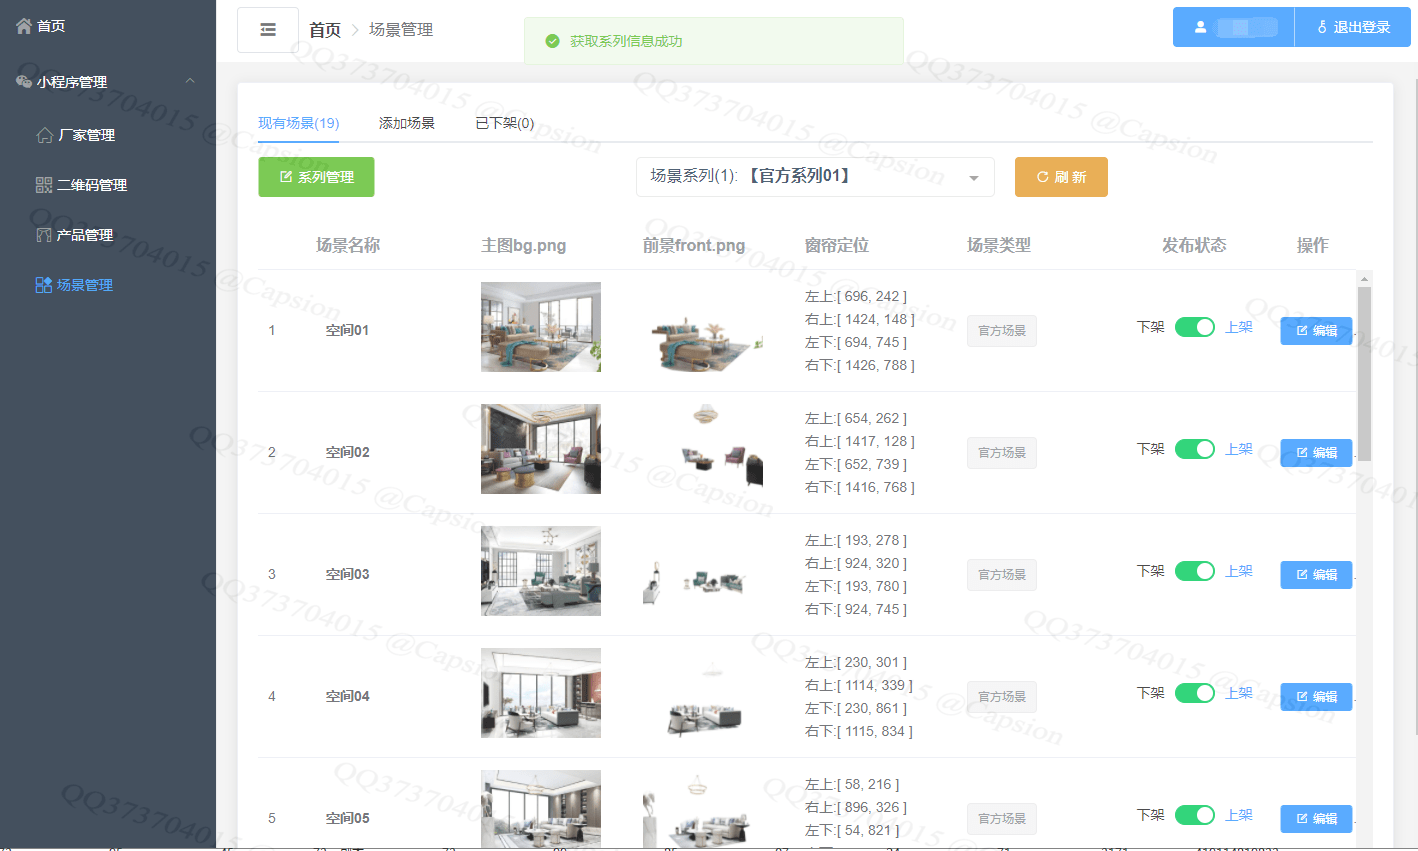 首页
首页
场景管理
获取系列信息成功
退出登录
小程序管理
厂家管理
二维码管理
产品管理
场景管理
现有场景(19)
添加场景
已下架(0)
系列管理
场景系列(1): 【官方系列01】
刷 新
场景名称
主图bg.png
前景front.png
窗帘定位
场景类型
发布状态
操作
1
空间01
左上:[ 696, 242 ]
右上:[ 1424, 148 ]
左下:[ 694, 745 ]
右下:[ 1426, 788 ]
官方场景
下架
上架
编辑
2
空间02
左上:[ 654, 262 ]
右上:[ 1417, 128 ]
左下:[ 652, 739 ]
右下:[ 1416, 768 ]
官方场景
下架
上架
编辑
3
空间03
左上:[ 193, 278 ]
右上:[ 924, 320 ]
左下:[ 193, 780 ]
右下:[ 924, 745 ]
官方场景
下架
上架
编辑
4
空间04
左上:[ 230, 301 ]
右上:[ 1114, 339 ]
左下:[ 230, 861 ]
右下:[ 1115, 834 ]
官方场景
下架
上架
编辑
5
空间05
左上:[ 58, 216 ]
右上:[ 896, 326 ]
左下:[ 54, 821 ]
官方场景
下架
上架
编辑
QQ373704015 @Capsion